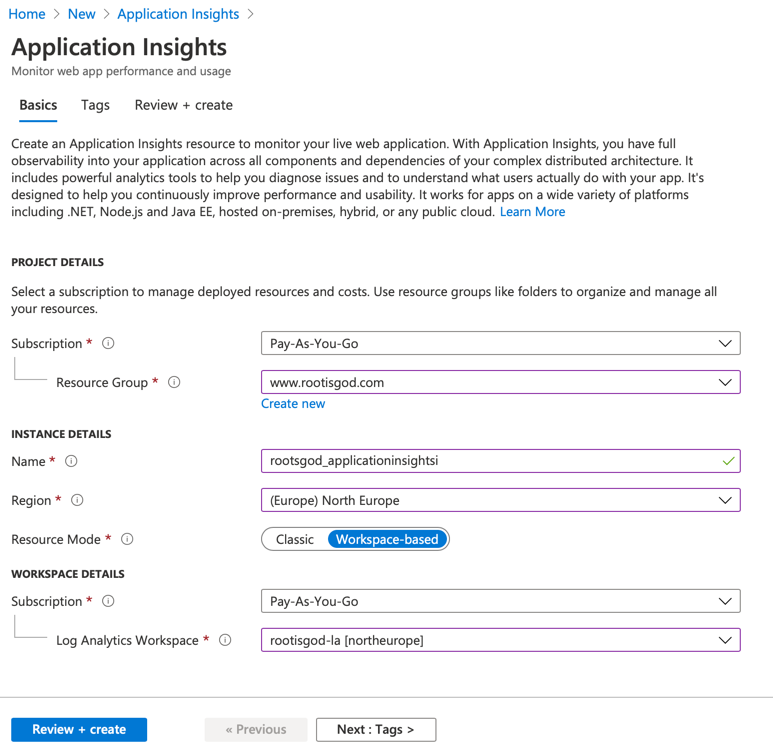 Home > New > Application Insights >
Application Insights
Monitor web app performance and usage
Basics Tags Review + create
Create an Application Insights resource to monitor your live web application. With Application Insights, you have full
observability into your application across all components and dependencies of your complex distributed architecture. It
includes powerful analytics tools to help you diagnose issues and to understand what users actually do with your app. It's
designed to help you continuously improve performance and usability. It works for apps on a wide variety of platforms
including .NET, Node.js and Java EE, hosted on-premises, hybrid, or any public cloud. Learn More
PROJECT DETAILS
Select a subscription to manage deployed resources and costs. Use resource groups like folders to organize and manage all
your resources.
Subscription * Pay-As-You-Go
Resource Group * www.rootisgod.com
Create new
INSTANCE DETAILS
Name * rootsgod_applicationinsightsi
Region * (Europe) North Europe
Resource Mode * Classic Workspace-based
WORKSPACE DETAILS
Subscription * Pay-As-You-Go
Log Analytics Workspace * rootisgod-la [northeurope]
Review + create « Previous Next : Tags >